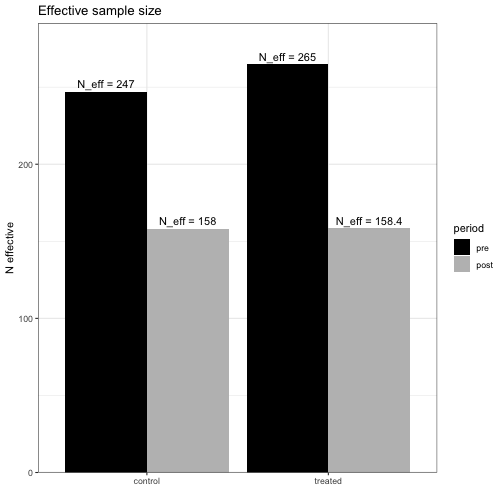 Effective sample size
N_eff = 265
N_eff = 247
N_eff = 158
N_eff = 158.4
200
100
0
N effective
control
treated
period
pre
post